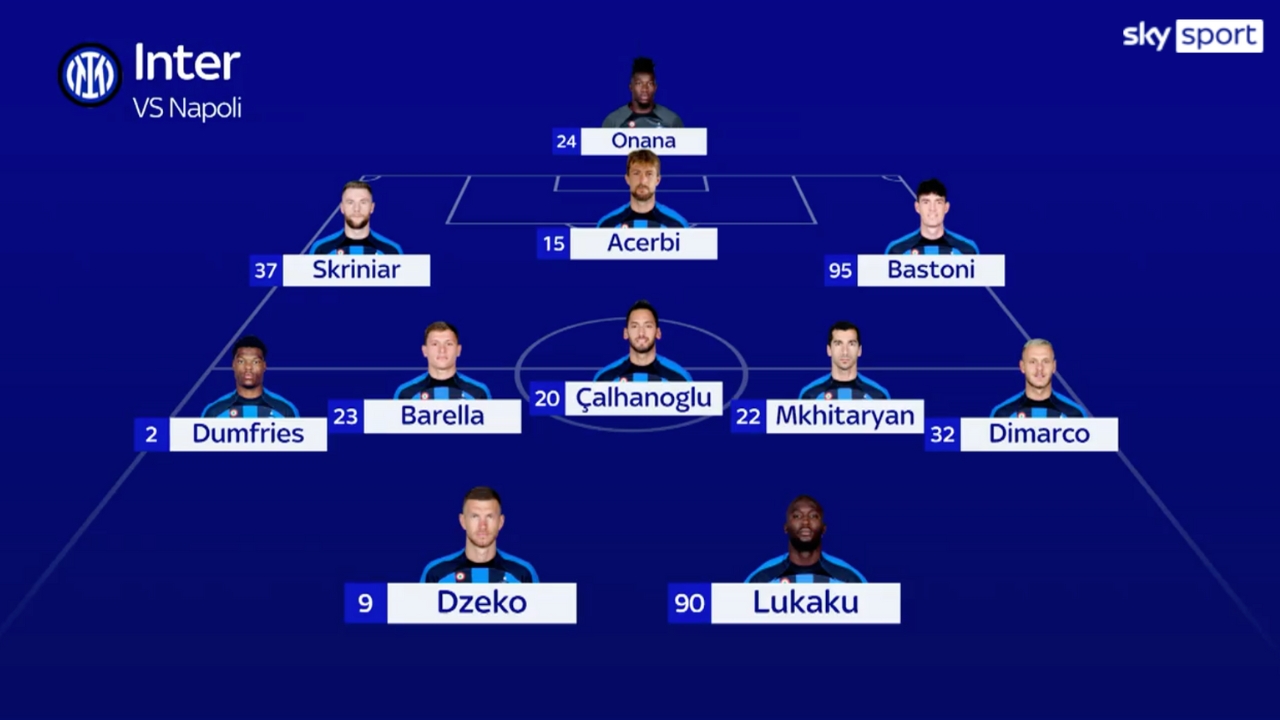 Inter
VS Napoli
sky sport
24 Onana
37 Skriniar
15 Acerbi
95 Bastoni
2 Dumfries
23 Barella
20 Çalhanoglu
22 Mkhitaryan
32 Dimarco
9 Dzeko
90 Lukaku